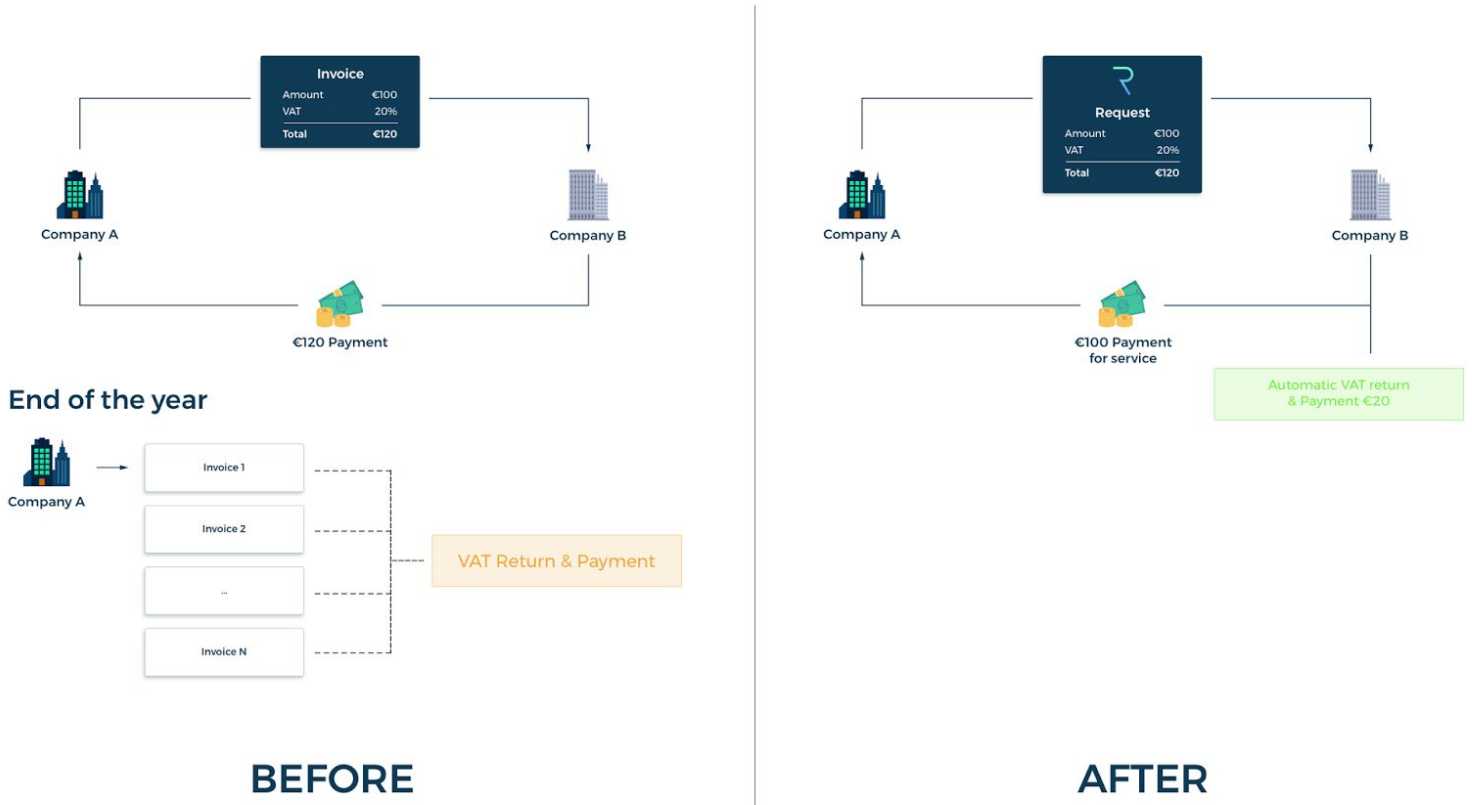 Invoice
Amount €100
VAT 20%
Total €120
Company A
Company B
€120 Payment
End of the year
Company A
Invoice 1
Invoice 2
...
Invoice N
VAT Return & Payment
BEFORE
Request
Amount €100
VAT 20%
Total €120
Company A
Company B
€100 Payment
for service
Automatic VAT return
& Payment €20
AFTER